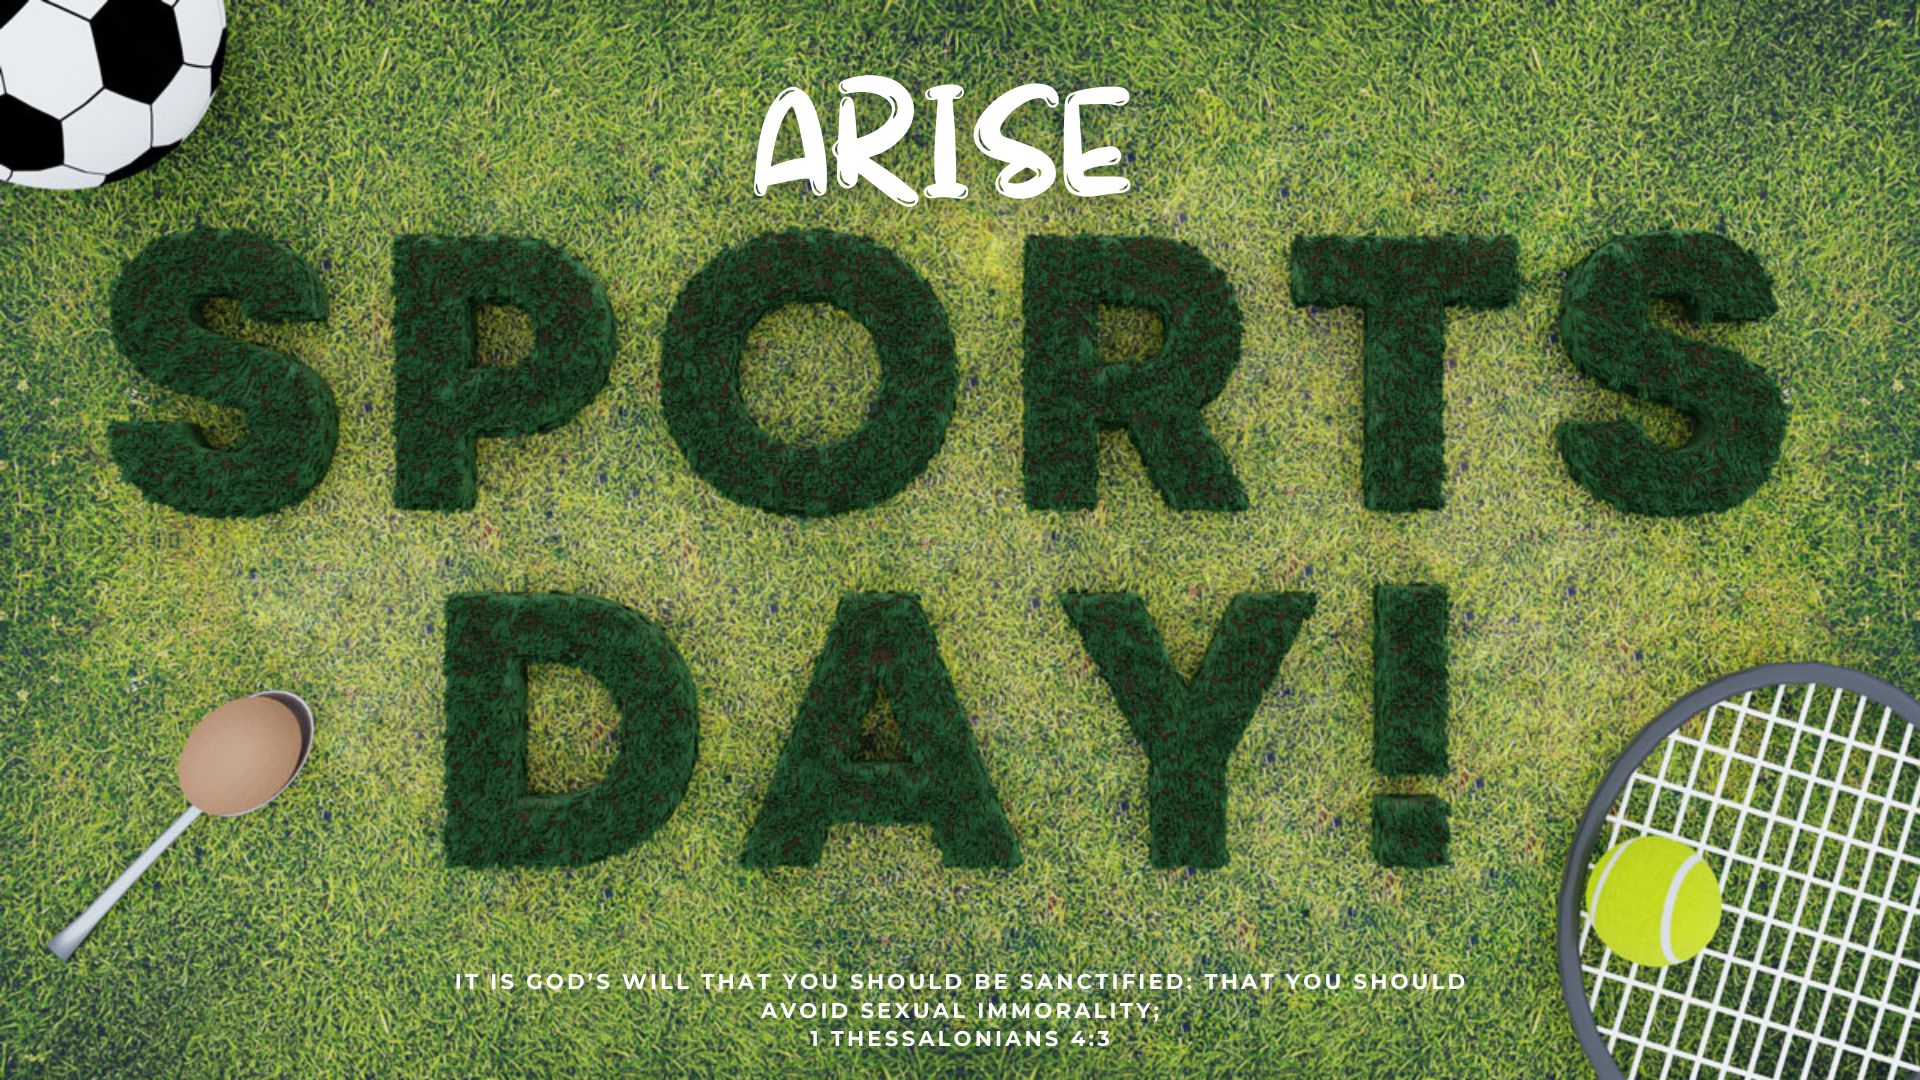 ARISE
SPORTS
DAY!
IT IS GOD'S WILL THAT YOU SHOULD BE SANCTIFIED: THAT YOU SHOULD
AVOID SEXUAL IMMORALITY;
1 THESSALONIANS 4:3